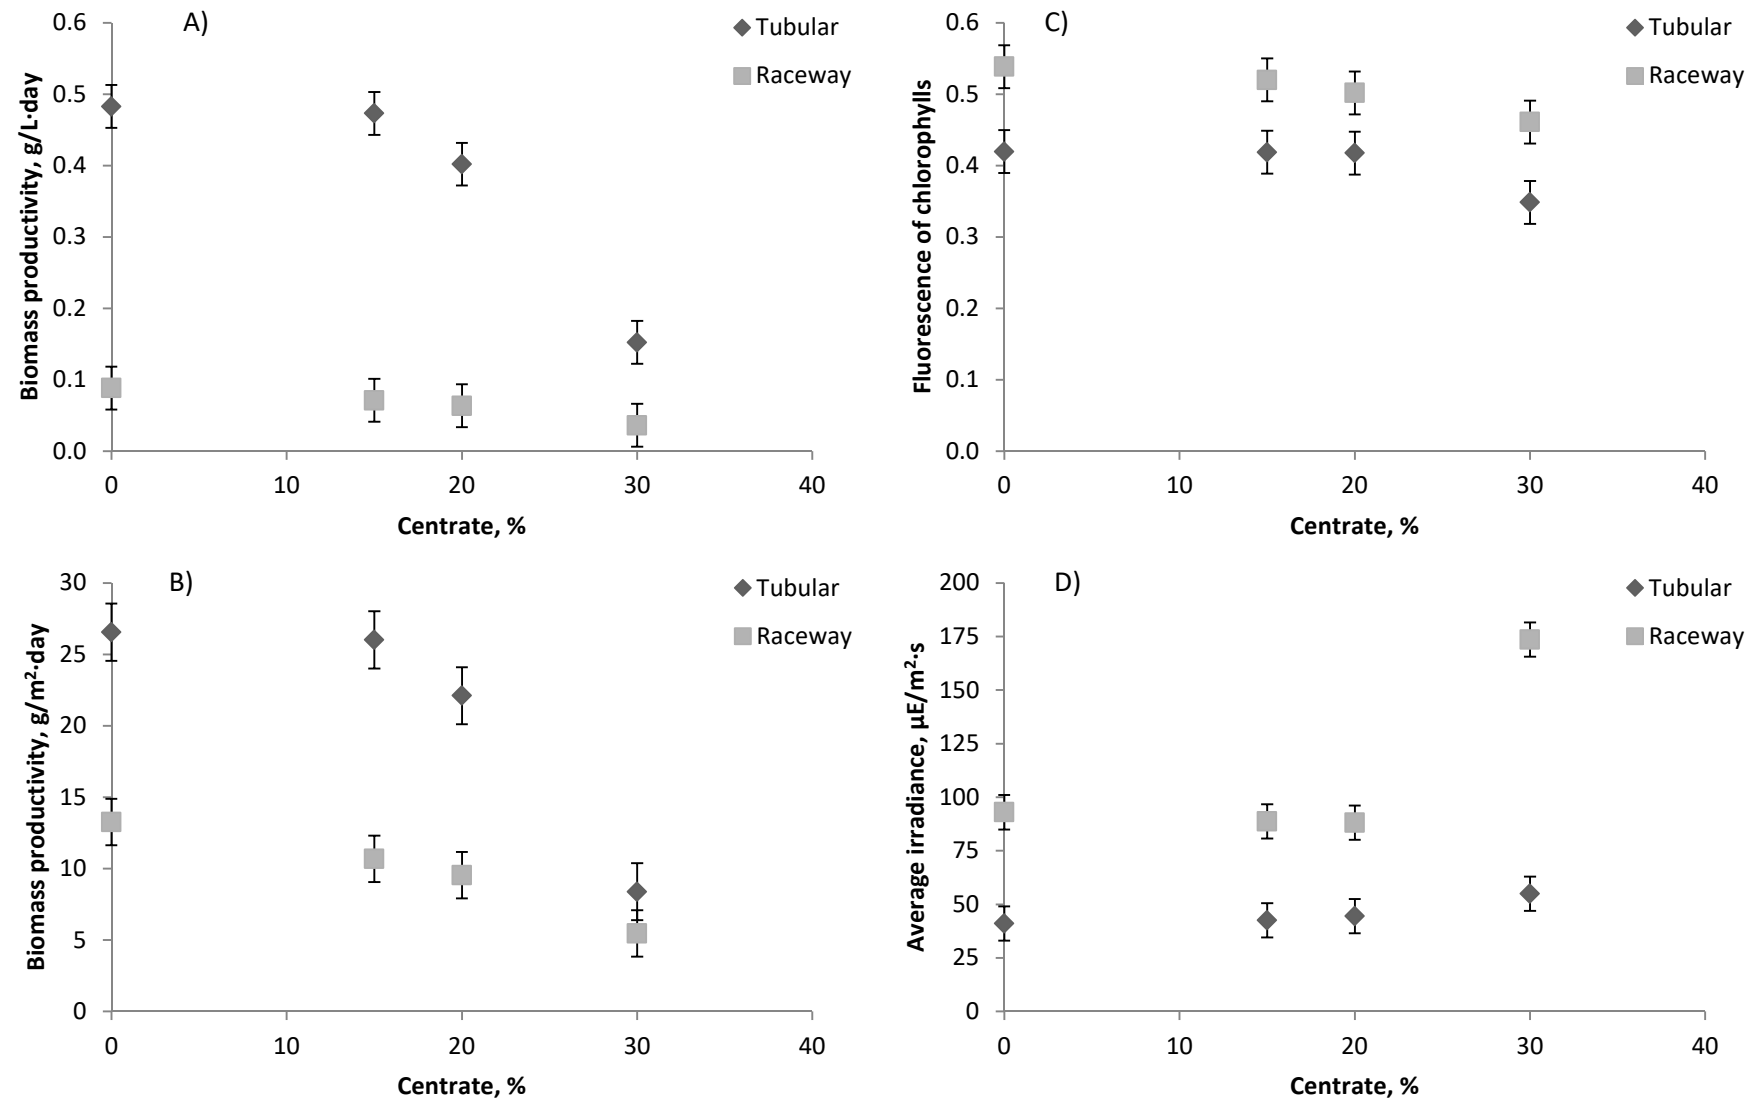 A)
Tubular
Raceway
Biomass productivity, g/L·day
0.6
0.5
0.4
0.3
0.2
0.1
0.0
0 10 20 30 40
Centrate, %
C)
Tubular
Raceway
Fluorescence of chlorophylls
0.6
0.5
0.4
0.3
0.2
0.1
0.0
0 10 20 30 40
Centrate, %
B)
Tubular
Raceway
Biomass productivity, g/m²·day
30
25
20
15
10
5
0
0 10 20 30 40
Centrate, %
D)
Tubular
Raceway
Average irradiance, µE/m²·s
200
175
150
125
100
75
50
25
0
0 10 20 30 40
Centrate, %